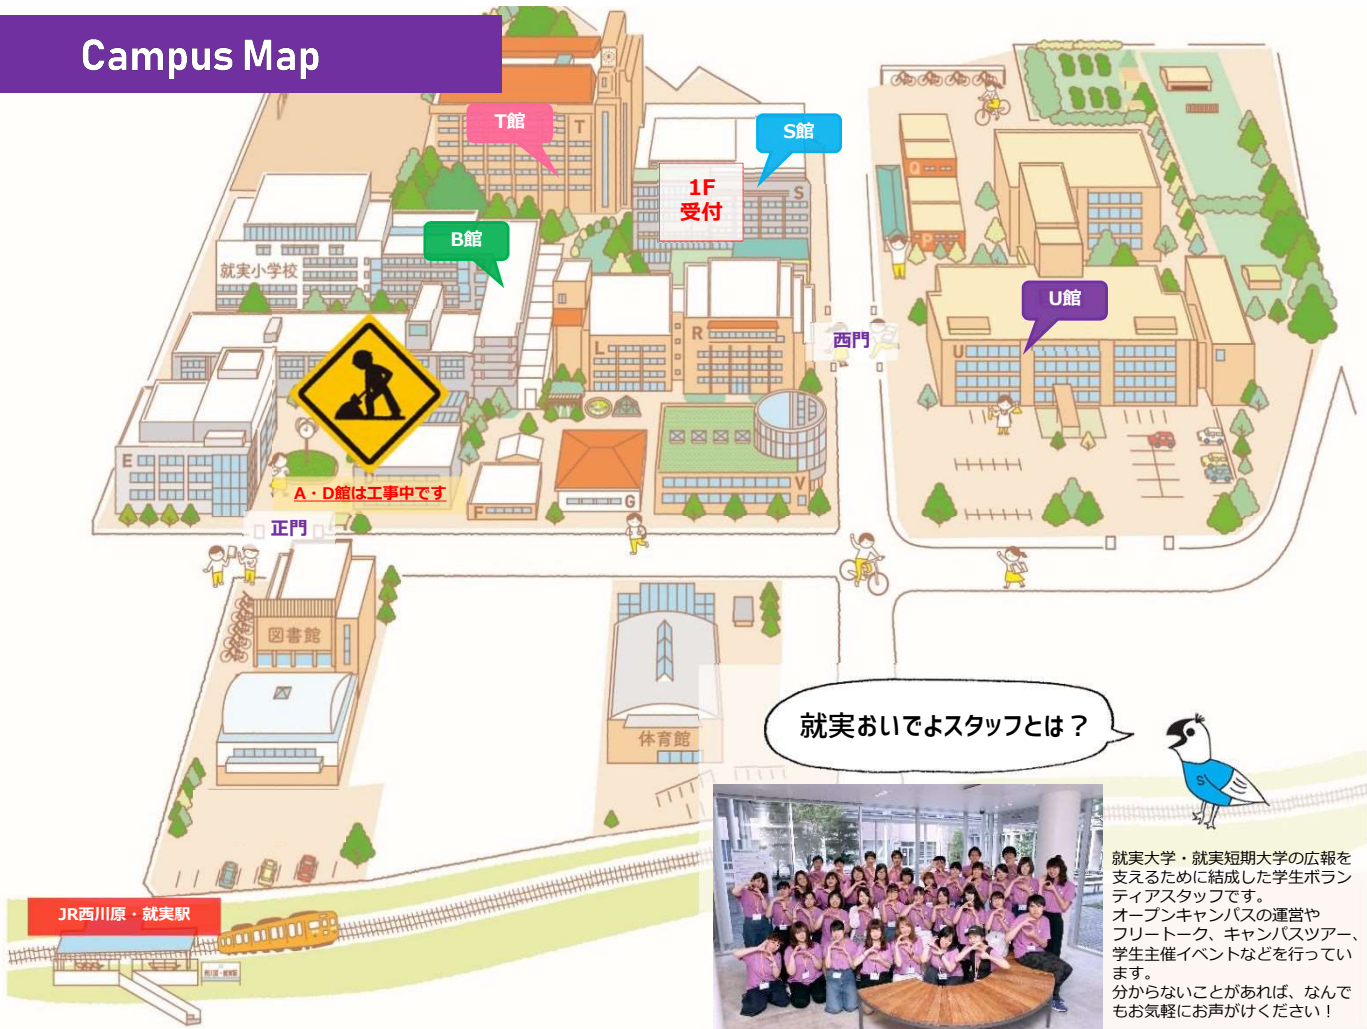 Campus Map
T館
T
S館
1F
受付
S
B館
就実小学校
Q
P
U館
U
西門
L
R
E
A・D館は工事中です
F
G
V
正門
図書館
体育館
就実おいでよスタッフとは？
S
JR西川原・就実駅
西川原・就実駅
就実大学・就実短期大学の広報を
支えるために結成した学生ボラン
ティアスタッフです。
オープンキャンパスの運営や
フリートーク、キャンパスツアー、
学生主催イベントなどを行ってい
ます。
分からないことがあれば、なんで
もお気軽にお声がけください！